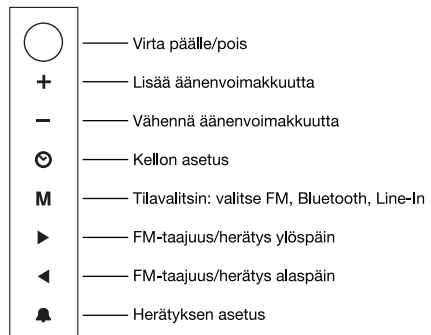 Virta päälle/pois
+ Lisää äänenvoimakkuutta
− Vähennä äänenvoimakkuutta
Kellon asetus
M Tilavalitsin: valitse FM, Bluetooth, Line-In
FM-taajuus/herätys ylöspäin
FM-taajuus/herätys alaspäin
Herätyksen asetus